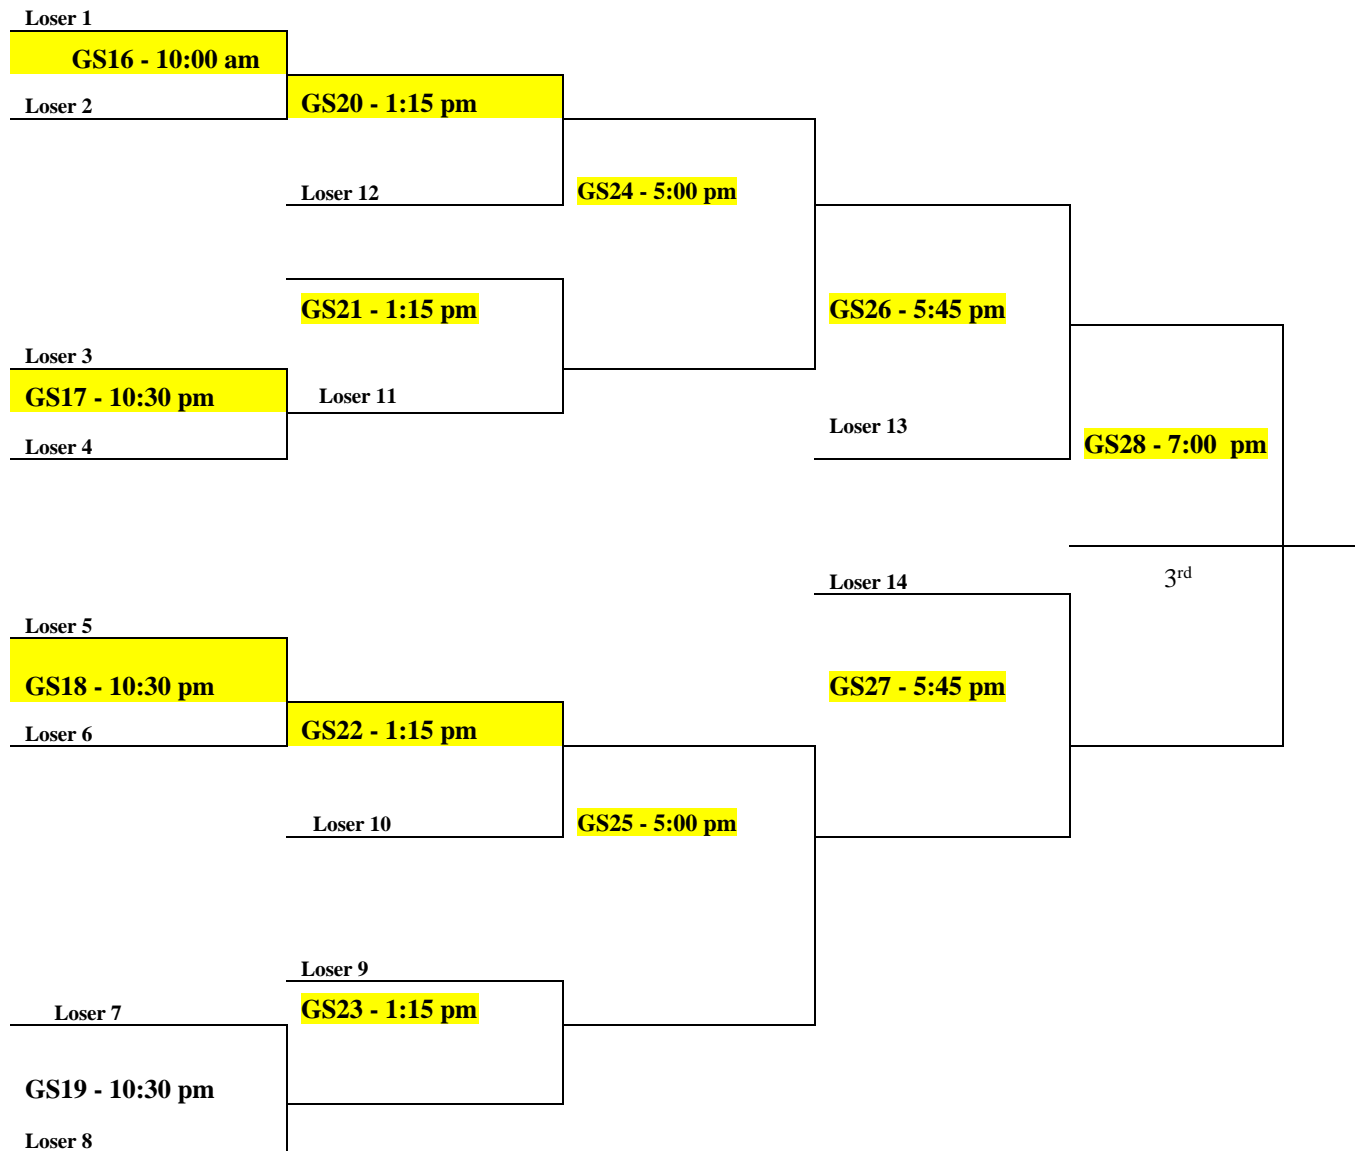 Loser 1
GS16 - 10:00 am
Loser 2
GS20 - 1:15 pm
Loser 12
GS24 - 5:00 pm
GS21 - 1:15 pm
GS26 - 5:45 pm
Loser 3
GS17 - 10:30 pm
Loser 11
Loser 4
Loser 13
GS28 - 7:00  pm
3rd
Loser 14
Loser 5
GS18 - 10:30 pm
GS27 - 5:45 pm
Loser 6
GS22 - 1:15 pm
Loser 10
GS25 - 5:00 pm
Loser 9
Loser 7
GS23 - 1:15 pm
GS19 - 10:30 pm
Loser 8